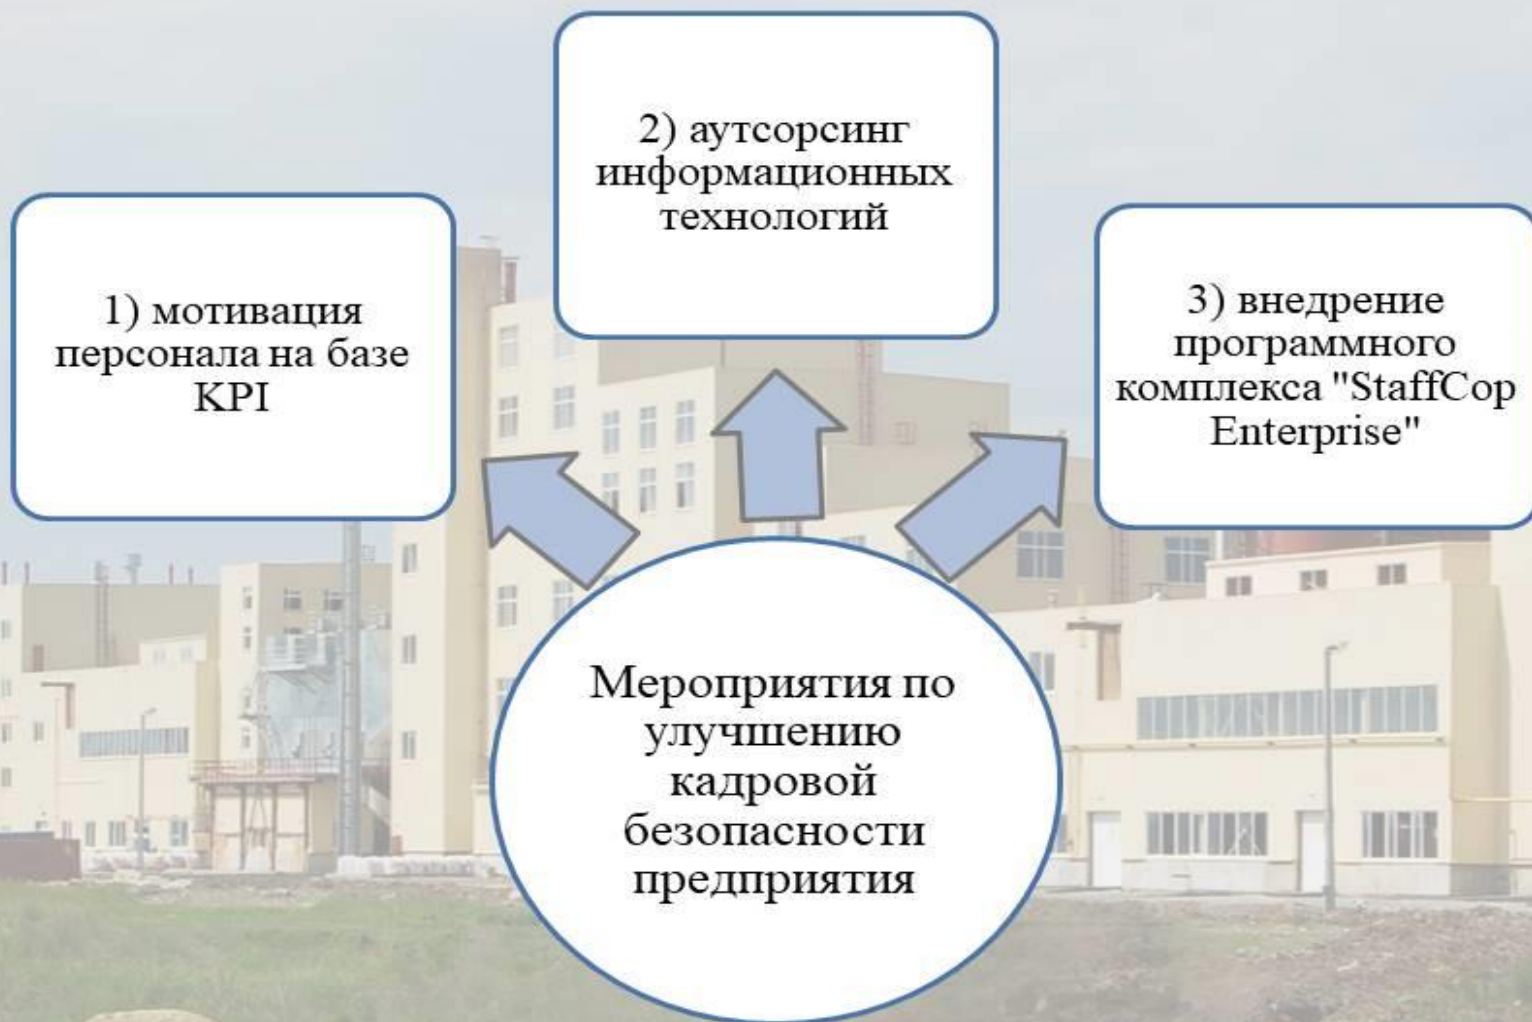 2) аутсорсинг
информационных
технологий
1) мотивация
персонала на базе
KPI
3) внедрение
программного
комплекса "StaffCop
Enterprise"
Мероприятия по
улучшению
кадровой
безопасности
предприятия